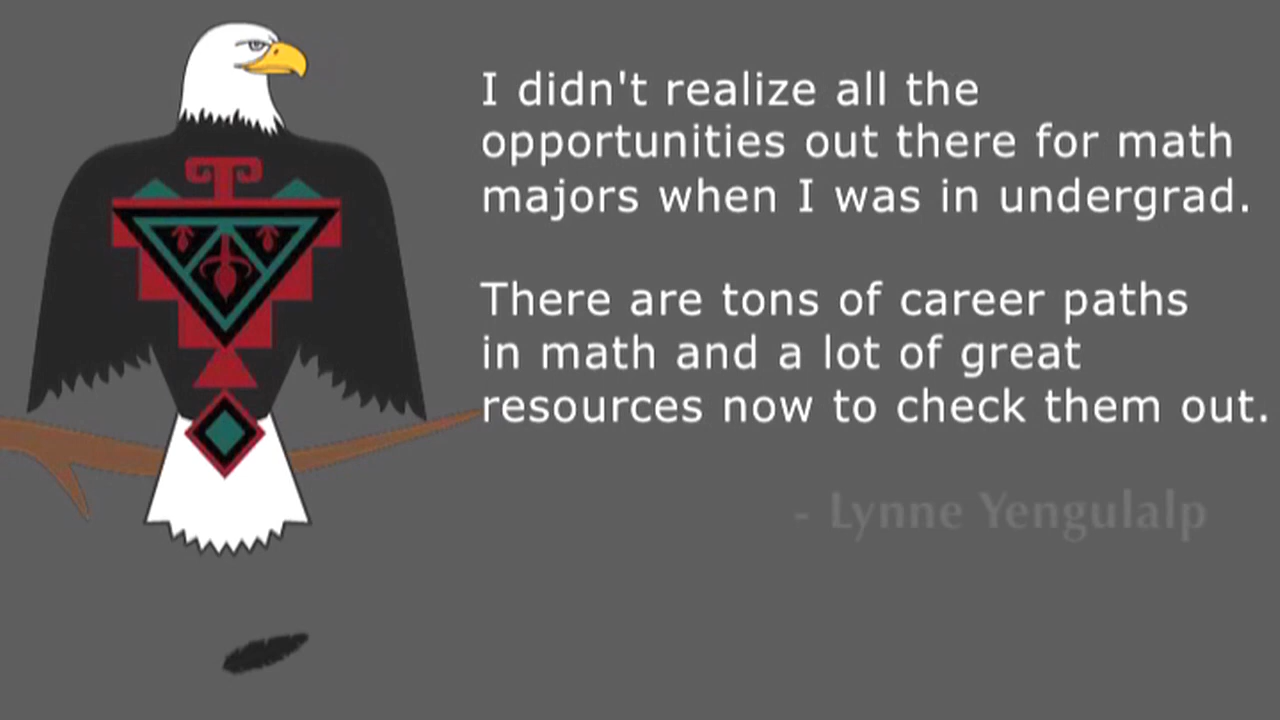 I didn't realize all the
opportunities out there for math
majors when I was in undergrad.
There are tons of career paths
in math and a lot of great
resources now to check them out.
- Lynne Yengulalp